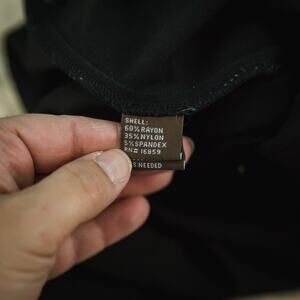 SHELL:
60%RAYON
35%NYLON
5%SPANDEX
RN# 16859
NEEDED